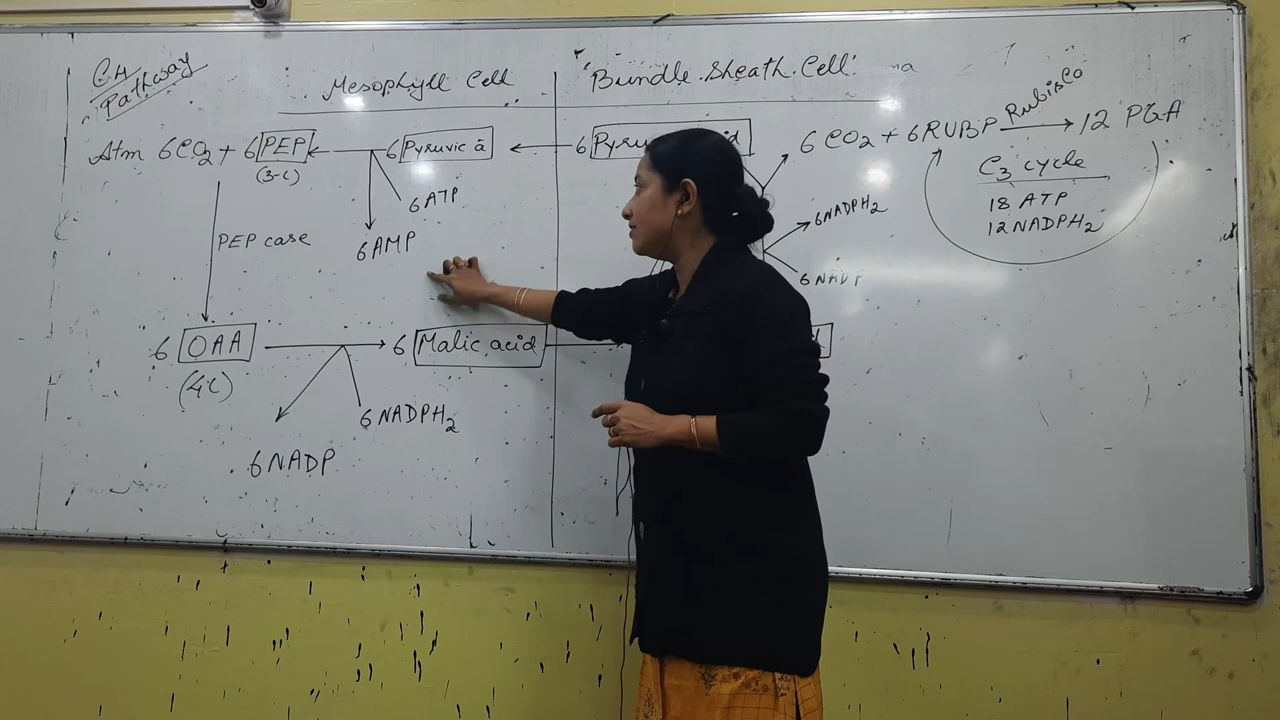 C4
Pathway
Mesophyll Cell
Bundle Sheath Cell
Atm 6CO2 + 6 PEP
(3-C)
6 Pyruvic a
6 ATP
6 AMP
PEP case
6 OAA
(4C)
6 NADPH2
6 NADP
6 Malic acid
6
6 NADPH2
6 NADP
6 CO2 + 6 RUBP
RubisCo
12 PGA
C3 cycle
18 ATP
12 NADPH2